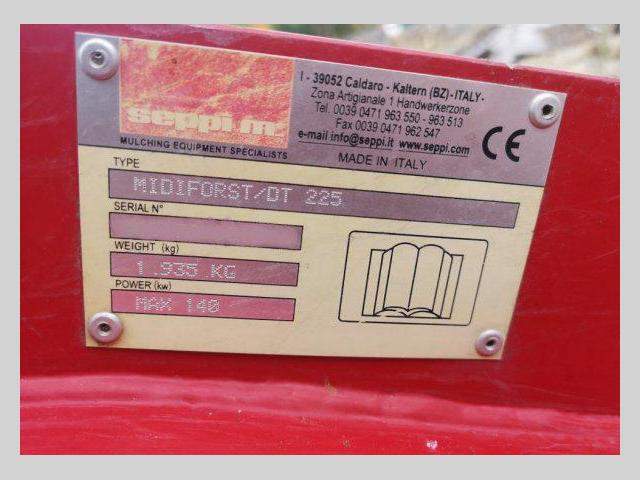 seppi m.
MULCHING EQUIPMENT SPECIALISTS
I - 39052 Caldaro - Kaltern (BZ) - ITALY -
Zona Artigianale 1 Handwerkerzone
Tel. 0039 0471 963 550 - 963 513
Fax 0039 0471 962 547
e-mail info@seppi.it www.seppi.com
MADE IN ITALY
CE
TYPE
MIDIFORST/DT 225
SERIAL N°
WEIGHT (kg)
1.935 KG
POWER (kw)
MAX 140